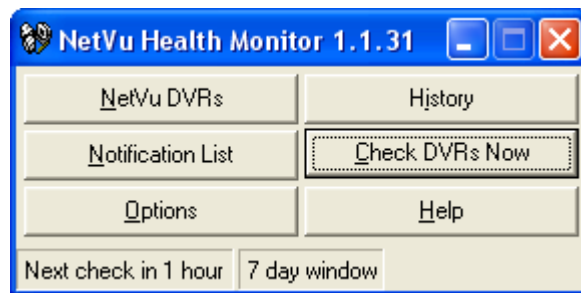 NetVu Health Monitor 1.1.31
NetVu DVRs History
Notification List Check DVRs Now
Options Help
Next check in 1 hour 7 day window